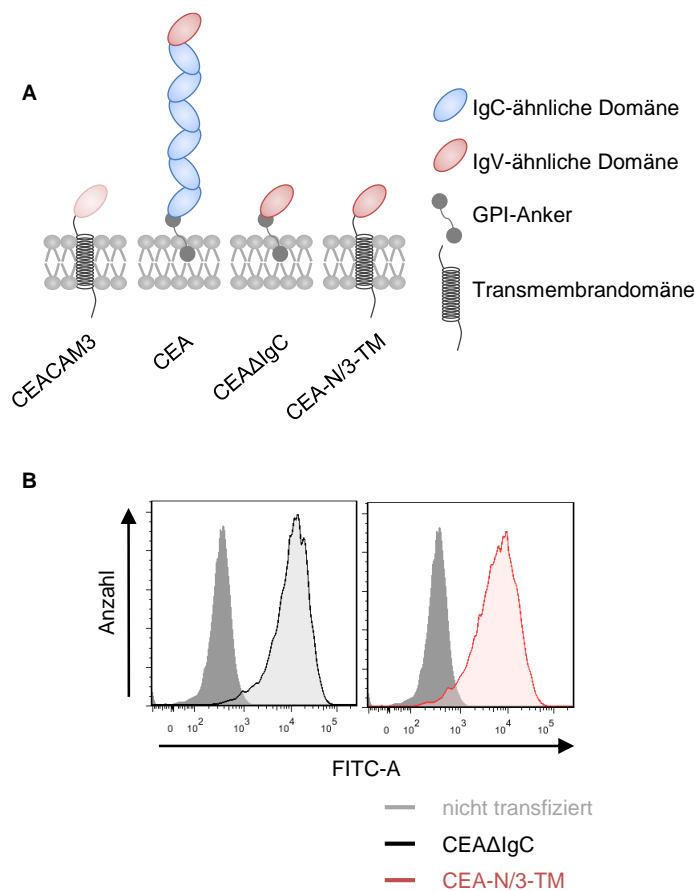 A
IgC-ähnliche Domäne
IgV-ähnliche Domäne
GPI-Anker
Transmembrandomäne
CEACAM3
CEA
CEAΔIgC
CEA-N/3-TM
B
Anzahl
0 10² 10³ 10⁴ 10⁵
0 10² 10³ 10⁴ 10⁵
FITC-A
nicht transfiziert
CEAΔIgC
CEA-N/3-TM